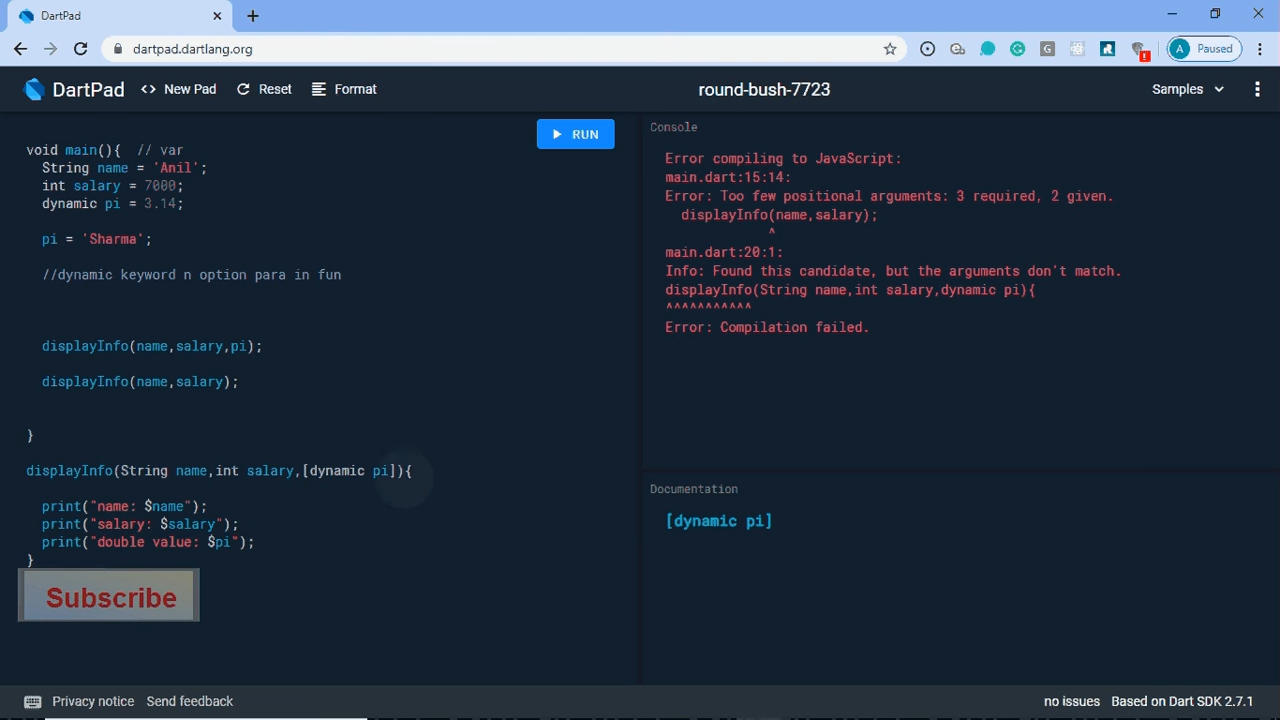 DartPad
dartpad.dartlang.org
A Paused
DartPad <> New Pad Reset Format round-bush-7723 Samples
RUN
void main(){  // var
String name = 'Anil';
int salary = 7000;
dynamic pi = 3.14;
pi = 'Sharma';
//dynamic keyword n option para in fun
displayInfo(name,salary,pi);
displayInfo(name,salary);
}
displayInfo(String name,int salary,[dynamic pi]){
print("name: $name");
print("salary: $salary");
print("double value: $pi");
}
Subscribe
Console
Error compiling to JavaScript:
main.dart:15:14:
Error: Too few positional arguments: 3 required, 2 given.
displayInfo(name,salary);
^
main.dart:20:1:
Info: Found this candidate, but the arguments don't match.
displayInfo(String name,int salary,dynamic pi){
^^^^^^^^^^^
Error: Compilation failed.
Documentation
[dynamic pi]
Privacy notice Send feedback no issues Based on Dart SDK 2.7.1